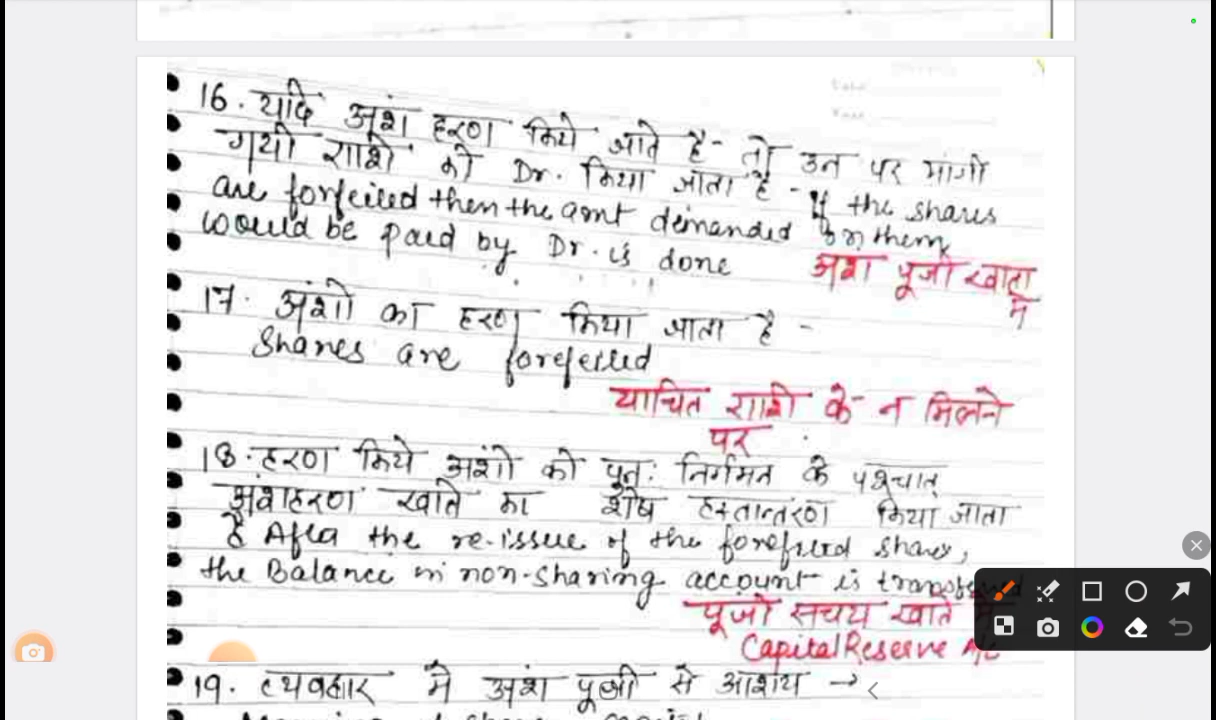 16. यदि अंश हरण किये जाते है- तो उन पर मांगी
गयी राशि को Dr. किया जाता है - If the shares
are forfeited then the amt demanded on them
would be paid by Dr. is done
अंश पूंजी खाता
में
17. अंशो का हरण किया जाता है -
Shares are forefeited
याचित राशी के न मिलने
पर
18. हरण किये अंशो को पून: निर्गमन के पश्चात्
अंशहरण खाते का शेष हस्तान्तरण किया जाता
है After the re-issue of the forefeited shares,
the Balance in non-sharing account is
पूंजी संचय खाते
Capital Reserve A/c
19. व्यवहार मे अंश पूंजी से आशय →